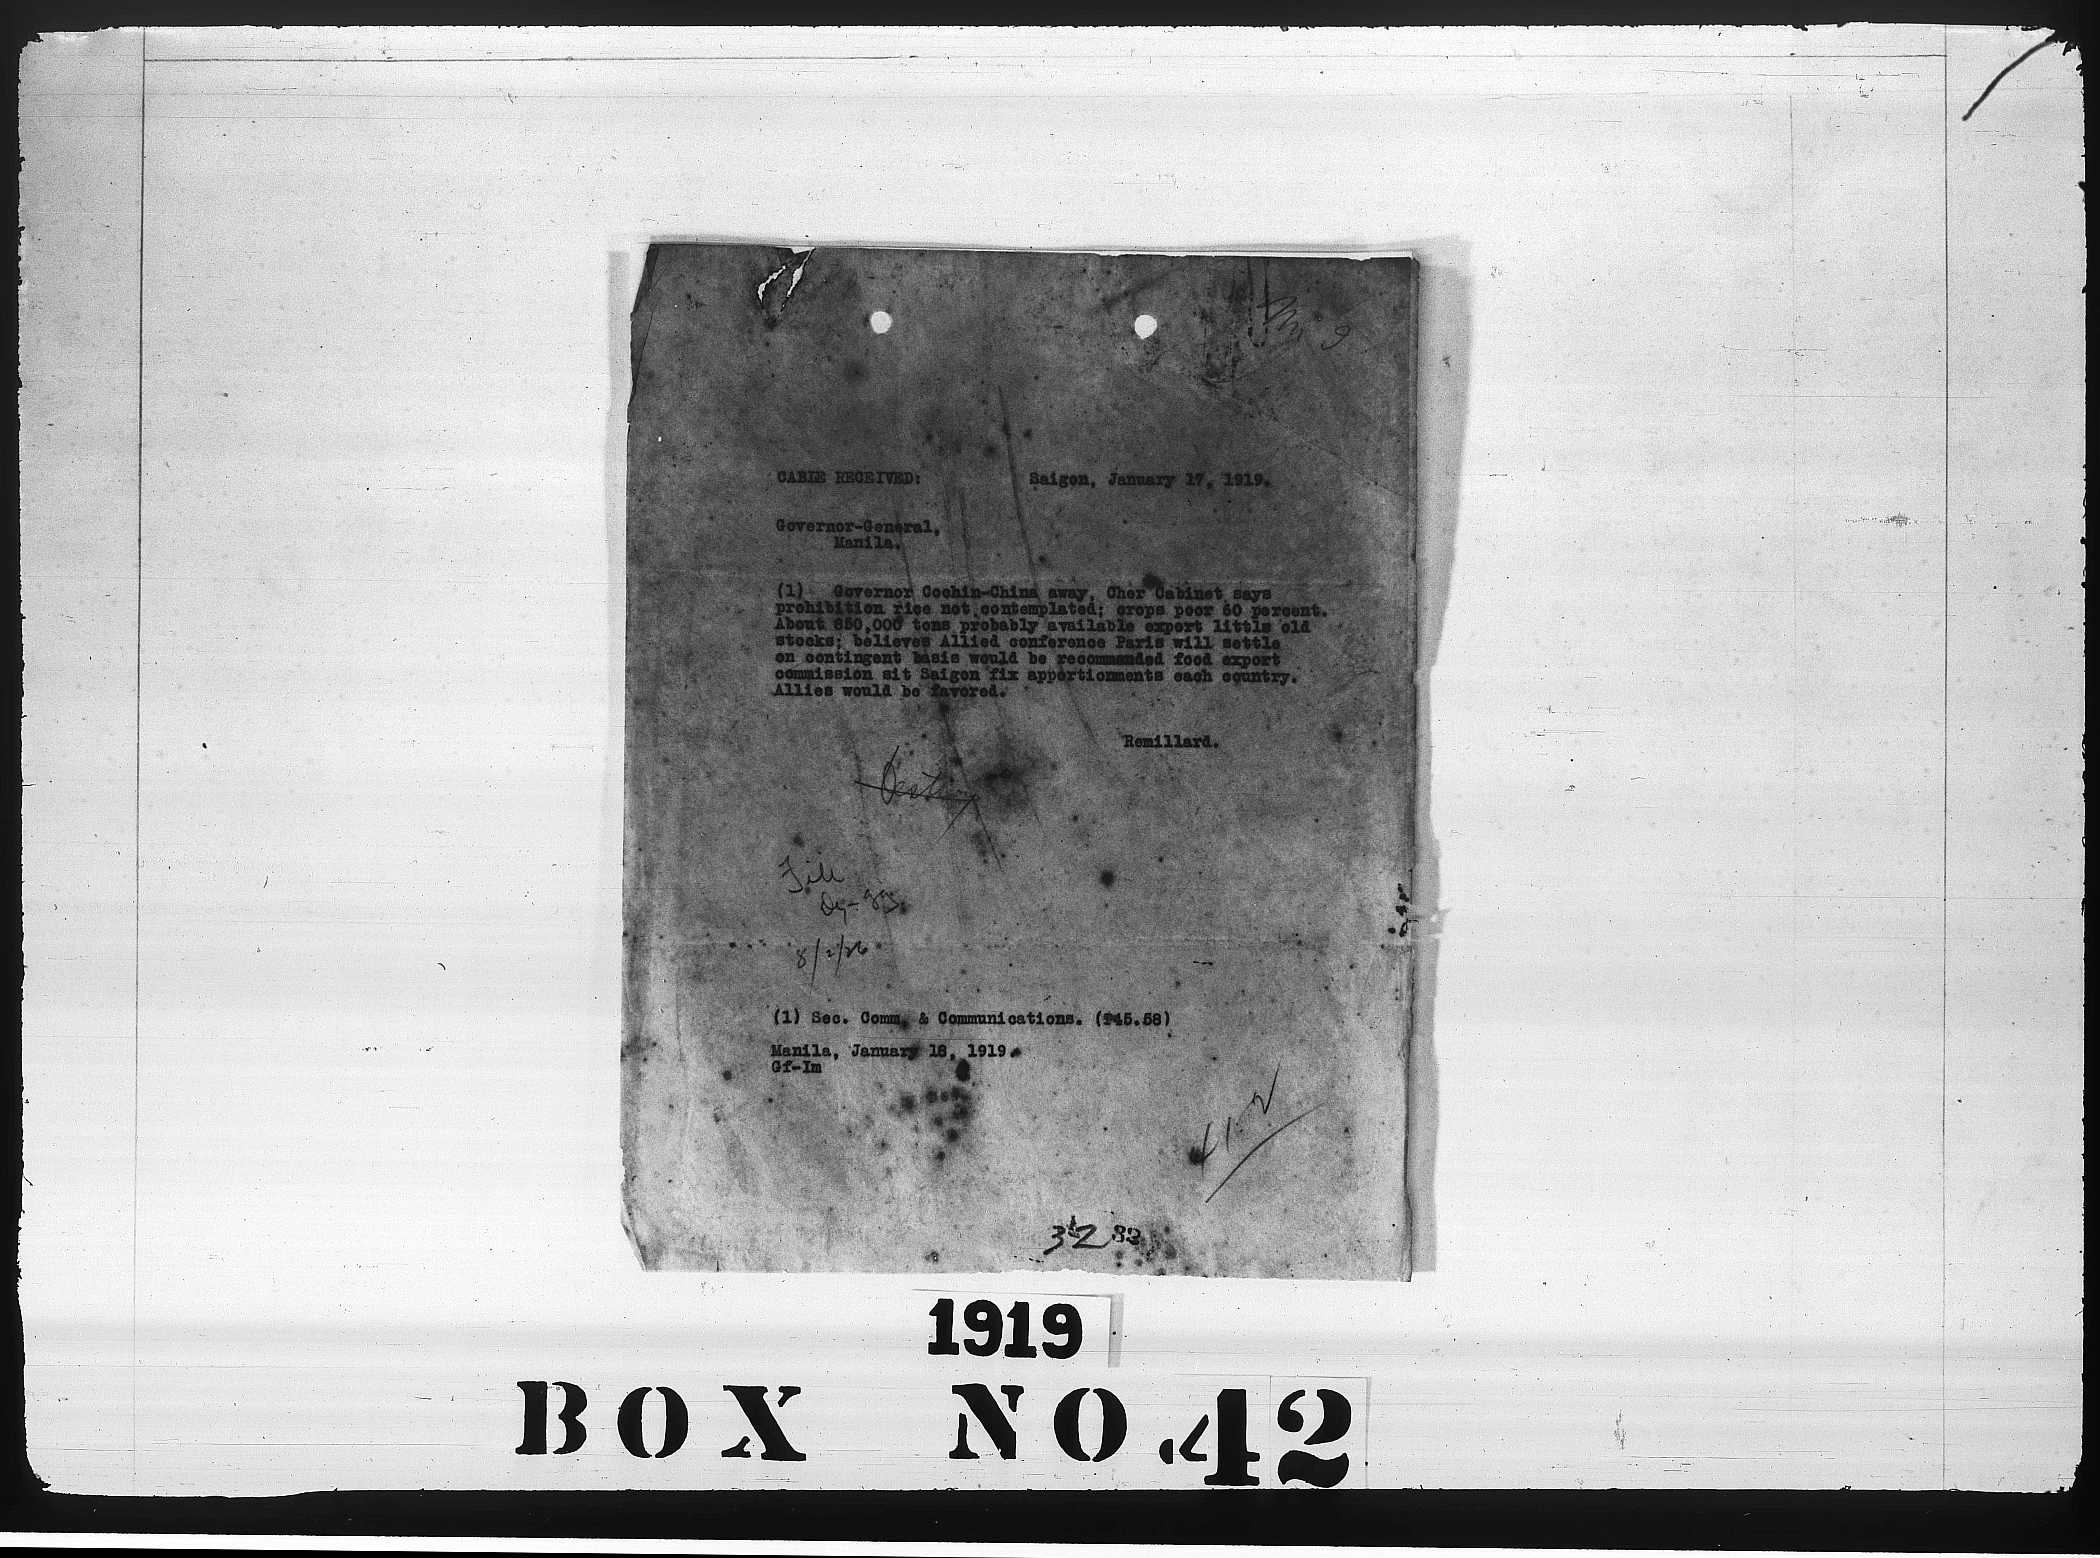 CABLE RECEIVED: Saigon, January 17, 1919.
Governor-General,
Manila.
(1) Governor Cochin-China away, Cher Cabinet says
prohibition rice not contemplated; crops poor 60 percent.
About 850,000 tons probably available export little old
stocks; believes Allied conference Paris will settle
on contingent basis would be recommended food export
commission sit Saigon fix apportionments each country.
Allies would be favored.
Remillard.
File
8/2/26
(1) Sec. Comm. & Communications. (₱45.58)
Manila, January 18, 1919.
Gf-Im
1919
BOX NO.42